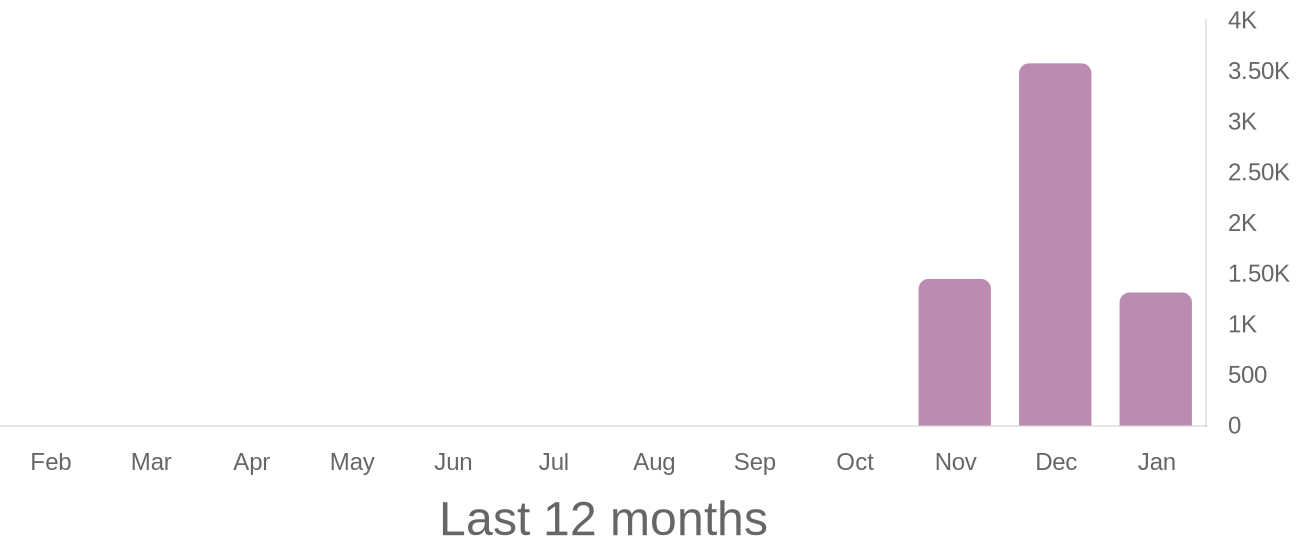 4K
3.50K
3K
2.50K
2K
1.50K
1K
500
0
Feb Mar Apr May Jun Jul Aug Sep Oct Nov Dec Jan
Last 12 months